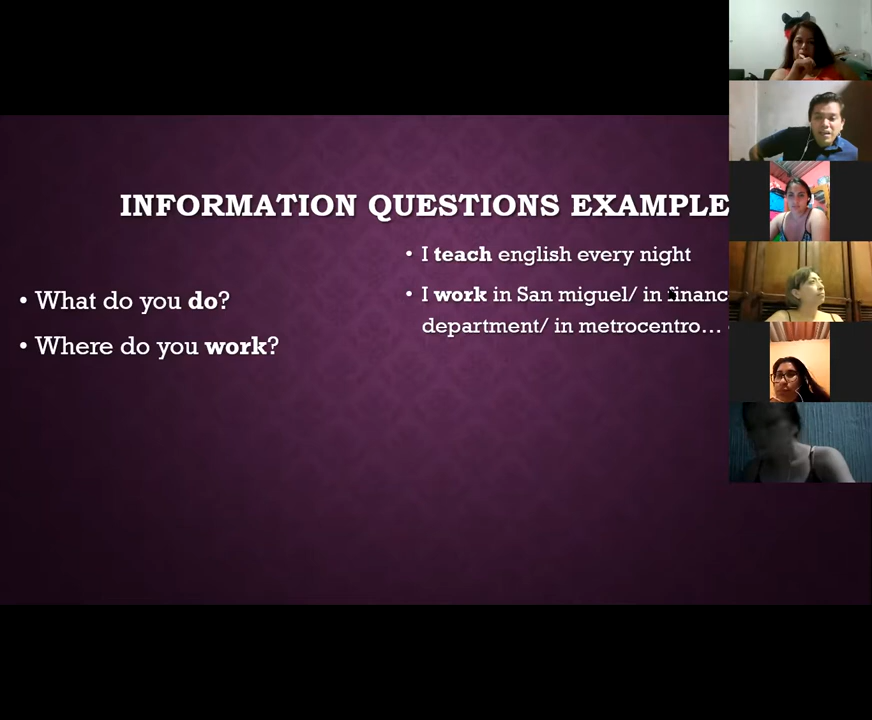 INFORMATION QUESTIONS EXAMPLE
• What do you do?
• Where do you work?
• I teach english every night
• I work in San miguel/ in financ
department/ in metrocentro…